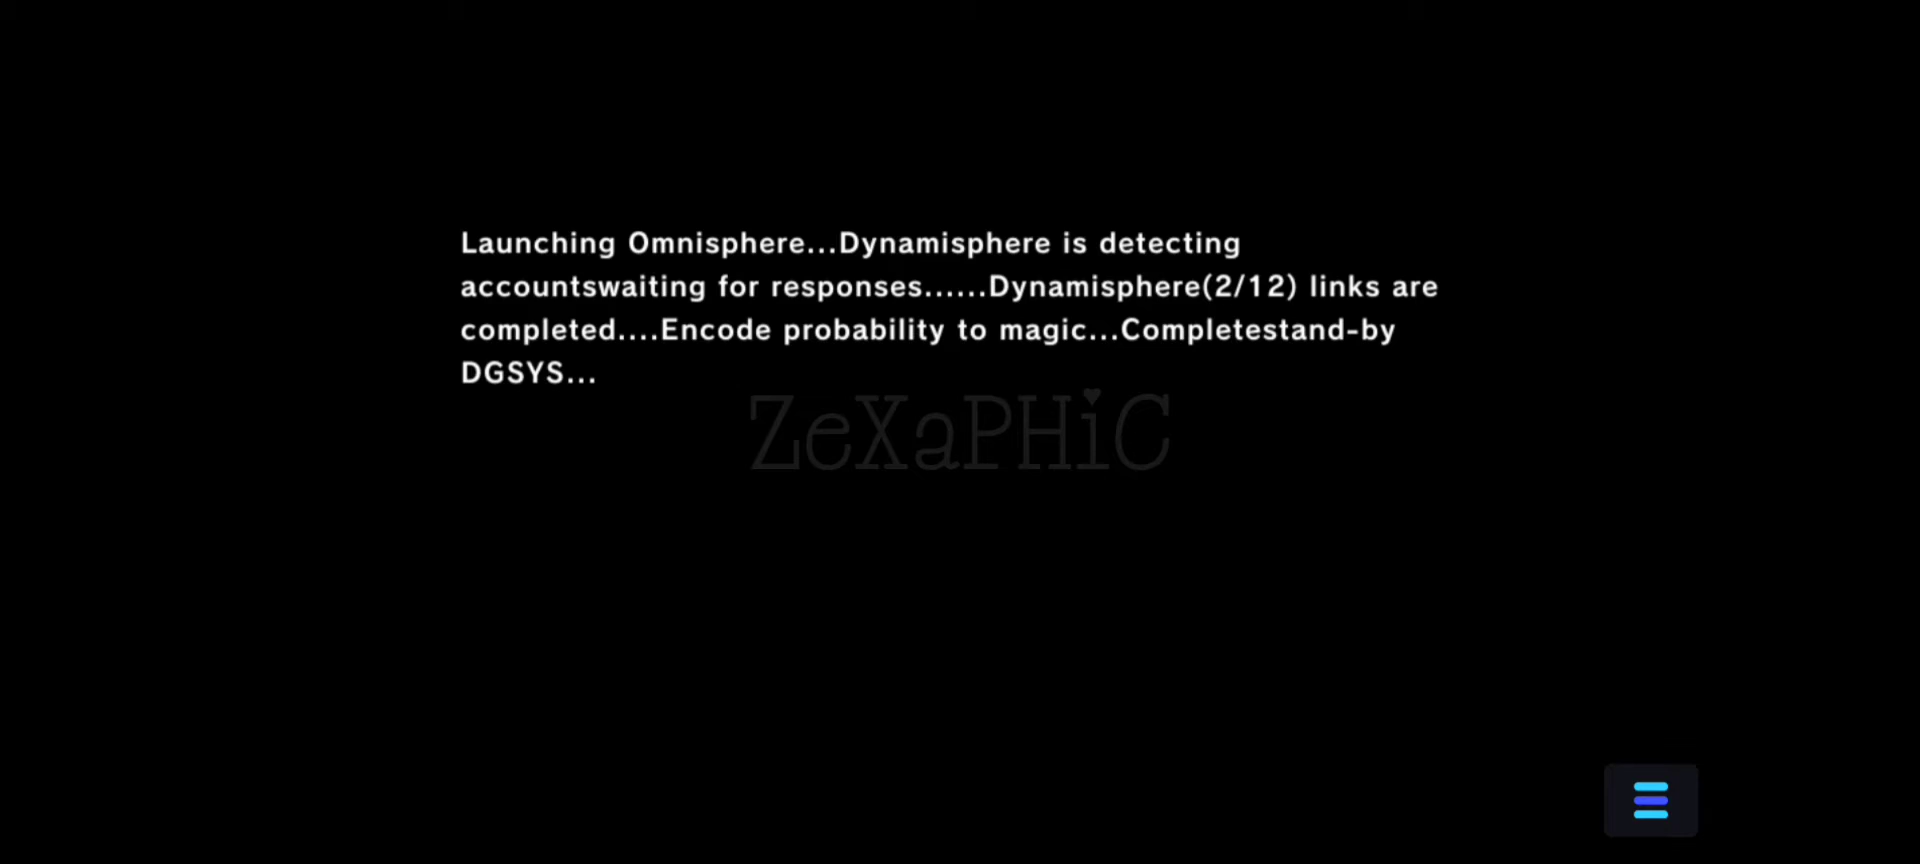 Launching Omnisphere...Dynamisphere is detecting
accountswaiting for responses......Dynamisphere(2/12) links are
completed....Encode probability to magic...Completestand-by
DGSYS...
ZeXaPHiC